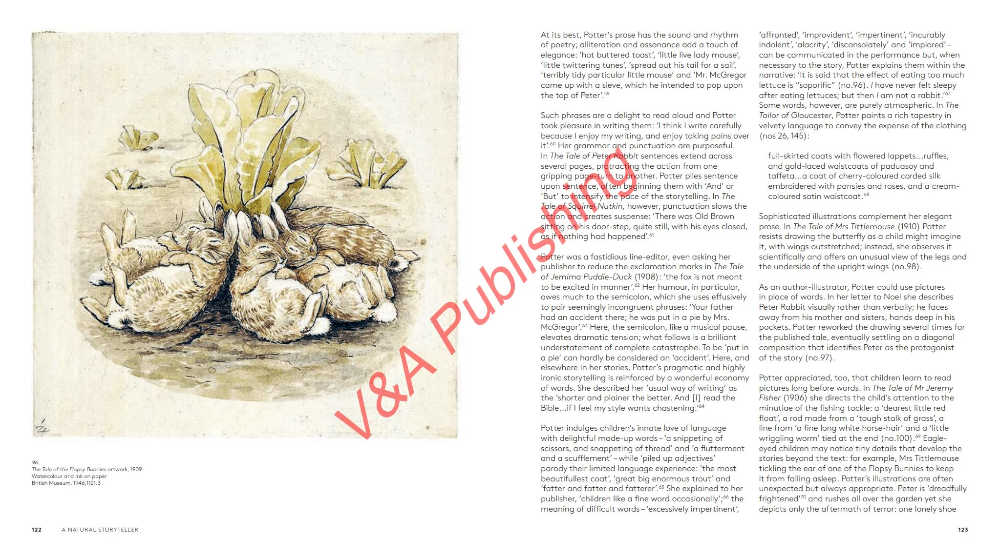 96.
The Tale of the Flopsy Bunnies artwork, 1909
Watercolour and ink on paper
British Museum, 1946,1121.3
122 A NATURAL STORYTELLER
At its best, Potter’s prose has the sound and rhythm
of poetry; alliteration and assonance add a touch of
elegance: ‘hot buttered toast’, ‘little live lady mouse’,
‘little twittering tunes’, ‘spread out his tail for a sail’,
‘terribly tidy particular little mouse’ and ‘Mr. McGregor
came up with a sieve, which he intended to pop upon
the top of Peter’.59
Such phrases are a delight to read aloud and Potter
took pleasure in writing them: ‘I think I write carefully
because I enjoy my writing, and enjoy taking pains over
it’.60 Her grammar and punctuation are purposeful.
In The Tale of Peter Rabbit sentences extend across
several pages, protracting the action from one
gripping page-turn to another. Potter piles sentence
upon sentence, often beginning them with ‘And’ or
‘But’ to intensify the pace of the storytelling. In The
Tale of Squirrel Nutkin, however, punctuation slows the
action and creates suspense: ‘There was Old Brown
sitting on his door-step, quite still, with his eyes closed,
as if nothing had happened’.61
Potter was a fastidious line-editor, even asking her
publisher to reduce the exclamation marks in The Tale
of Jemima Puddle-Duck (1908): ‘the fox is not meant
to be excited in manner’.62 Her humour, in particular,
owes much to the semicolon, which she uses effusively
to pair seemingly incongruent phrases: ‘Your father
had an accident there; he was put in a pie by Mrs.
McGregor’.63 Here, the semicolon, like a musical pause,
elevates dramatic tension; what follows is a brilliant
understatement of complete catastrophe. To be ‘put in
a pie’ can hardly be considered an ‘accident’. Here, and
elsewhere in her stories, Potter’s pragmatic and highly
ironic storytelling is reinforced by a wonderful economy
of words. She described her ‘usual way of writing’ as
the ‘shorter and plainer the better. And [I] read the
Bible…if I feel my style wants chastening.’64
Potter indulges children’s innate love of language
with delightful made-up words – ‘a snippeting of
scissors, and snappeting of thread’ and ‘a flutterment
and a scufflement’ – while ‘piled up adjectives’
parody their limited language experience: ‘the most
beautifullest coat’, ‘great big enormous trout’ and
‘fatter and fatter and fatterer’.65 She explained to her
publisher, ‘children like a fine word occasionally’;66 the
meaning of difficult words – ‘excessively impertinent’,
‘affronted’, ‘improvident’, ‘impertinent’, ‘incurably
indolent’, ‘alacrity’, ‘disconsolately’ and ‘implored’ –
can be communicated in the performance but, when
necessary to the story, Potter explains them within the
narrative: ‘It is said that the effect of eating too much
lettuce is “soporific” (no.96). I have never felt sleepy
after eating lettuces; but then I am not a rabbit.’67
Some words, however, are purely atmospheric. In The
Tailor of Gloucester, Potter paints a rich tapestry in
velvety language to convey the expense of the clothing
(nos 26, 145):
full-skirted coats with flowered lappets…ruffles,
and gold-laced waistcoats of paduasoy and
taffeta…a coat of cherry-coloured corded silk
embroidered with pansies and roses, and a cream-
coloured satin waistcoat.68
Sophisticated illustrations complement her elegant
prose. In The Tale of Mrs Tittlemouse (1910) Potter
resists drawing the butterfly as a child might imagine
it, with wings outstretched; instead, she observes it
scientifically and offers an unusual view of the legs and
the underside of the upright wings (no.98).
As an author-illustrator, Potter could use pictures
in place of words. In her letter to Noel she describes
Peter Rabbit visually rather than verbally; he faces
away from his mother and sisters, hands deep in his
pockets. Potter reworked the drawing several times for
the published tale, eventually settling on a diagonal
composition that identifies Peter as the protagonist
of the story (no.97).
Potter appreciated, too, that children learn to read
pictures long before words. In The Tale of Mr Jeremy
Fisher (1906) she directs the child’s attention to the
minutiae of the fishing tackle: a ‘dearest little red
float’, a rod made from a ‘tough stalk of grass’, a
line from ‘a fine long white horse-hair’ and a ‘little
wriggling worm’ tied at the end (no.100).69 Eagle-
eyed children may notice tiny details that develop the
stories beyond the text: for example, Mrs Tittlemouse
tickling the ear of one of the Flopsy Bunnies to keep
it from falling asleep. Potter’s illustrations are often
unexpected but always appropriate. Peter is ‘dreadfully
frightened’70 and rushes all over the garden yet she
depicts only the aftermath of terror: one lonely shoe
123
V&A Publishing